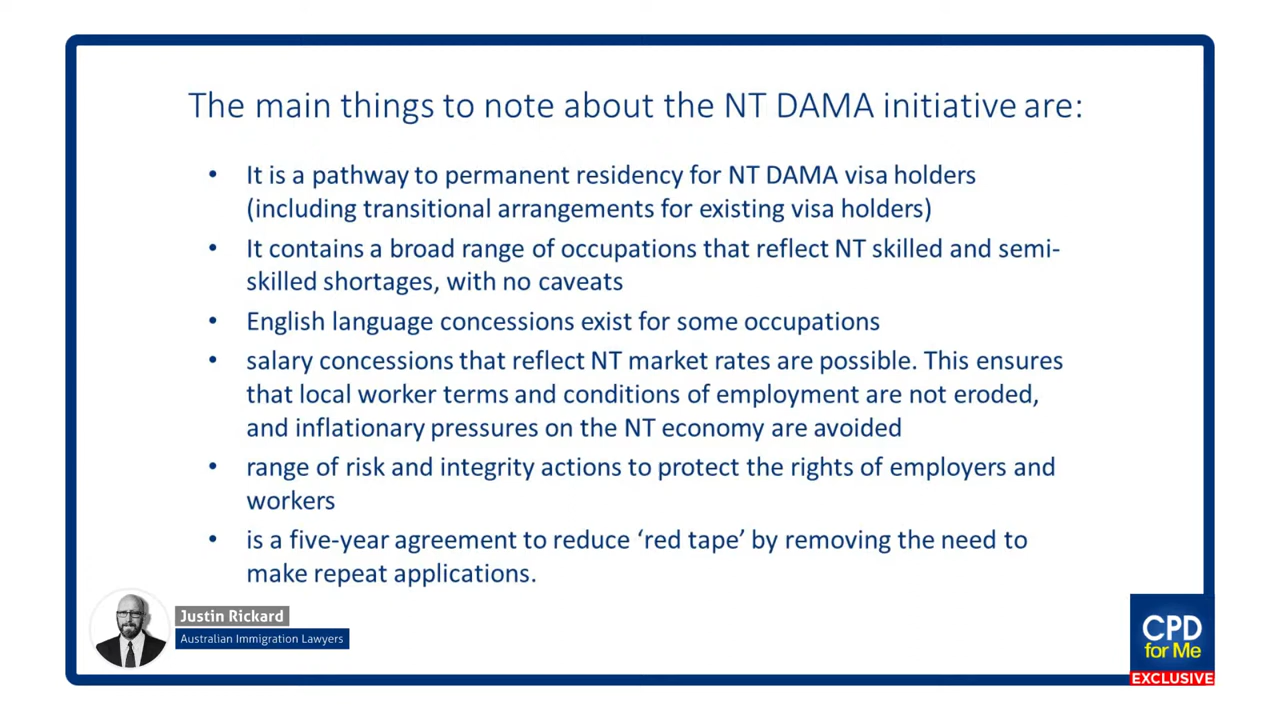 The main things to note about the NT DAMA initiative are:
• It is a pathway to permanent residency for NT DAMA visa holders
(including transitional arrangements for existing visa holders)
• It contains a broad range of occupations that reflect NT skilled and semi-
skilled shortages, with no caveats
• English language concessions exist for some occupations
• salary concessions that reflect NT market rates are possible. This ensures
that local worker terms and conditions of employment are not eroded,
and inflationary pressures on the NT economy are avoided
• range of risk and integrity actions to protect the rights of employers and
workers
• is a five-year agreement to reduce ‘red tape’ by removing the need to
make repeat applications.
Justin Rickard
Australian Immigration Lawyers
CPD
for Me
EXCLUSIVE